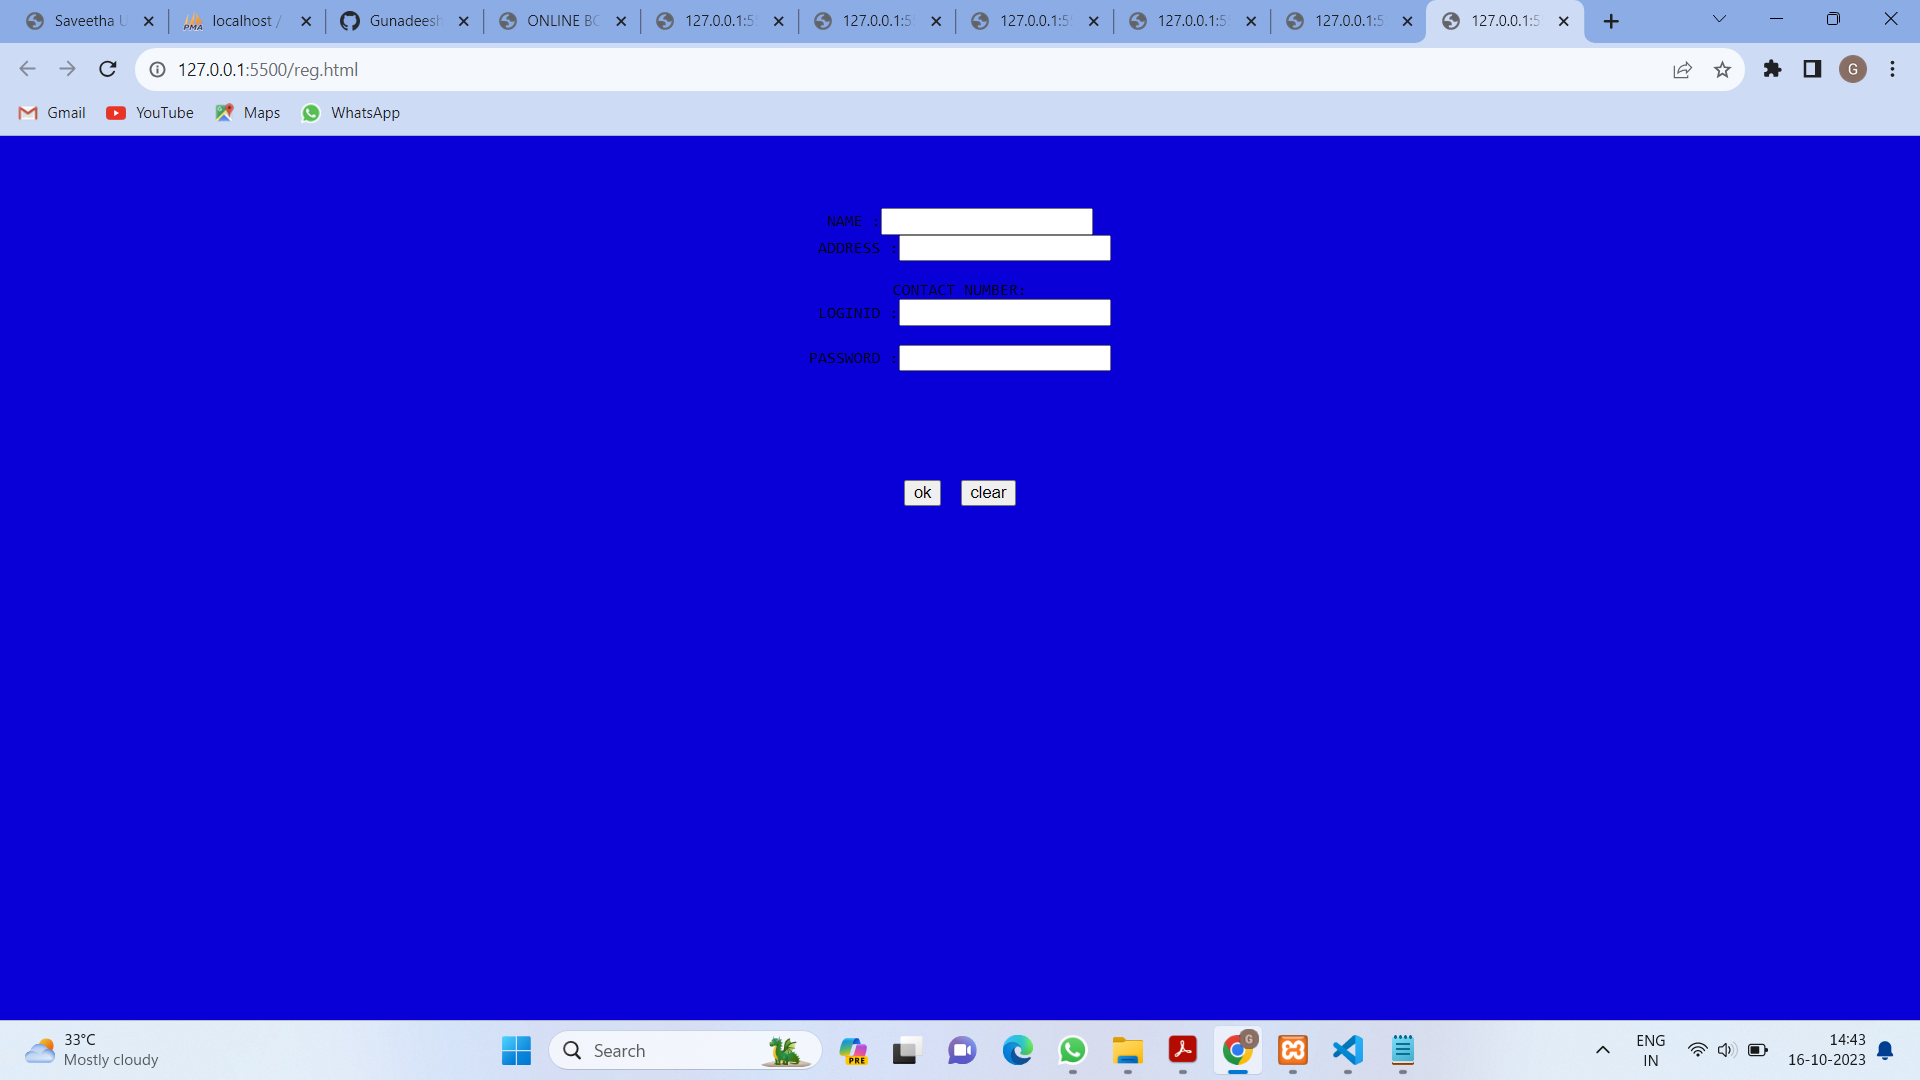 Saveetha U
localhost /
Gunadeesh
ONLINE BO
127.0.0.1:5
127.0.0.1:5
127.0.0.1:5
127.0.0.1:5
127.0.0.1:5
127.0.0.1:5
127.0.0.1:5500/reg.html
G
Gmail
YouTube
Maps
WhatsApp
NAME :
ADDRESS :
CONTACT NUMBER:
LOGINID :
PASSWORD :
ok
clear
33°C
Mostly cloudy
Search
PRE
G
ENG
IN
14:43
16-10-2023